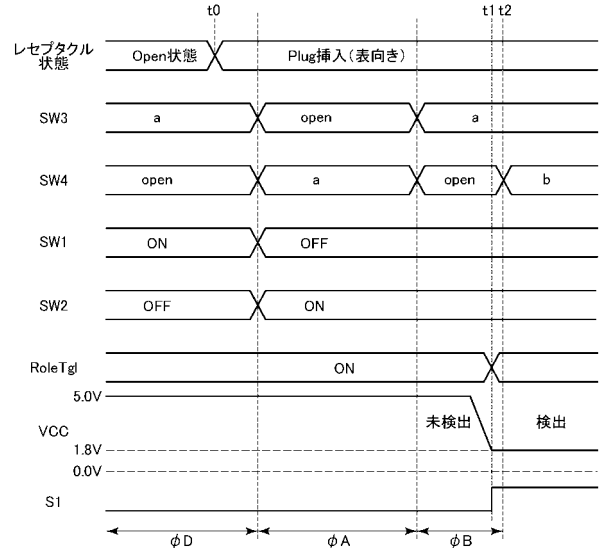 t0 t1 t2
レセプタクル
状態
Open状態 Plug挿入(表向き)
SW3 a open a
SW4 open a open b
SW1 ON OFF
SW2 OFF ON
RoleTgl ON
5.0V
VCC 未検出 検出
1.8V
0.0V
S1
φD φA φB